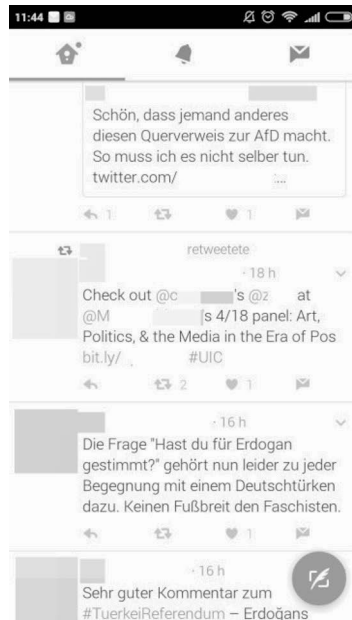 11:44
Schön, dass jemand anderes
diesen Querverweis zur AfD macht.
So muss ich es nicht selber tun.
twitter.com/ ...
1 1
retweetete
· 18 h
Check out @c 's @z at
@M 's 4/18 panel: Art,
Politics, & the Media in the Era of Pos
bit.ly/ #UIC
2 1
· 16 h
Die Frage "Hast du für Erdogan
gestimmt?" gehört nun leider zu jeder
Begegnung mit einem Deutschtürken
dazu. Keinen Fußbreit den Faschisten.
1
· 16 h
Sehr guter Kommentar zum
#TuerkeiReferendum – Erdoğans